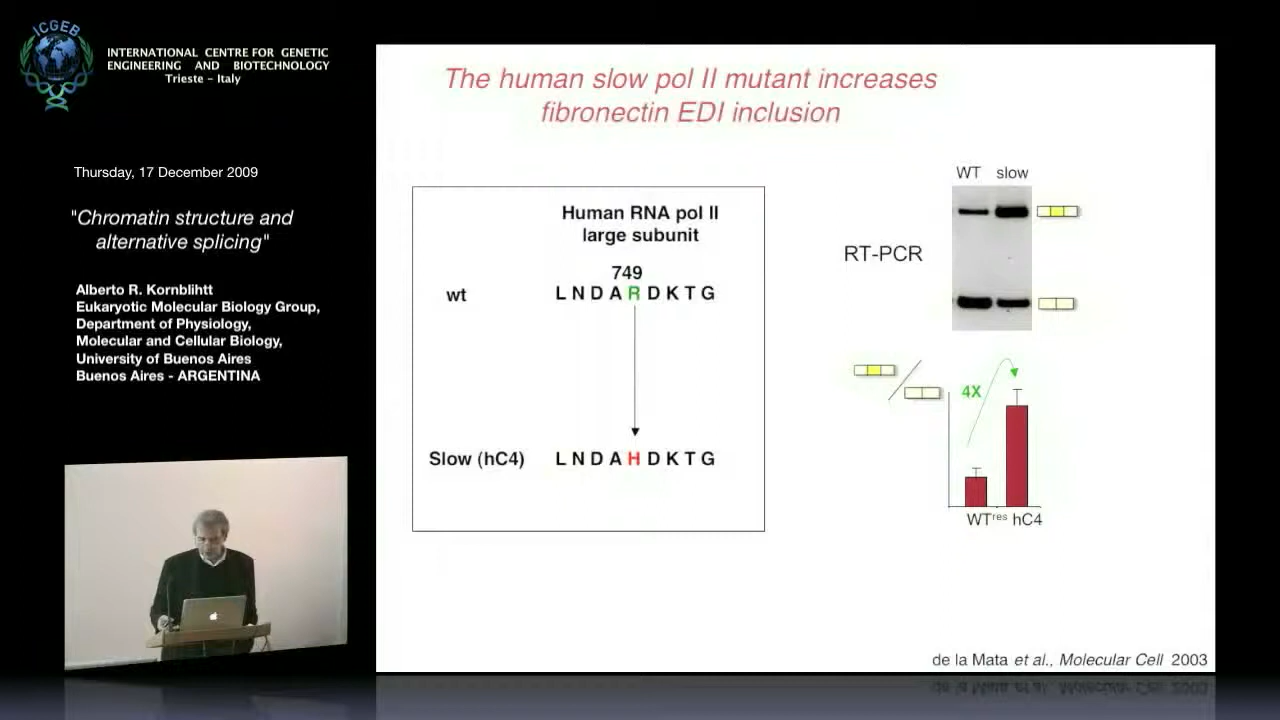 ICGEB
INTERNATIONAL CENTRE FOR GENETIC
ENGINEERING AND BIOTECHNOLOGY
Trieste - Italy
Thursday, 17 December 2009
"Chromatin structure and
alternative splicing"
Alberto R. Kornblihtt
Eukaryotic Molecular Biology Group,
Department of Physiology,
Molecular and Cellular Biology,
University of Buenos Aires
Buenos Aires - ARGENTINA
The human slow pol II mutant increases
fibronectin EDI inclusion
Human RNA pol II
large subunit
749
wt L N D A R D K T G
Slow (hC4) L N D A H D K T G
WT slow
RT-PCR
4X
WTres hC4
de la Mata et al., Molecular Cell 2003